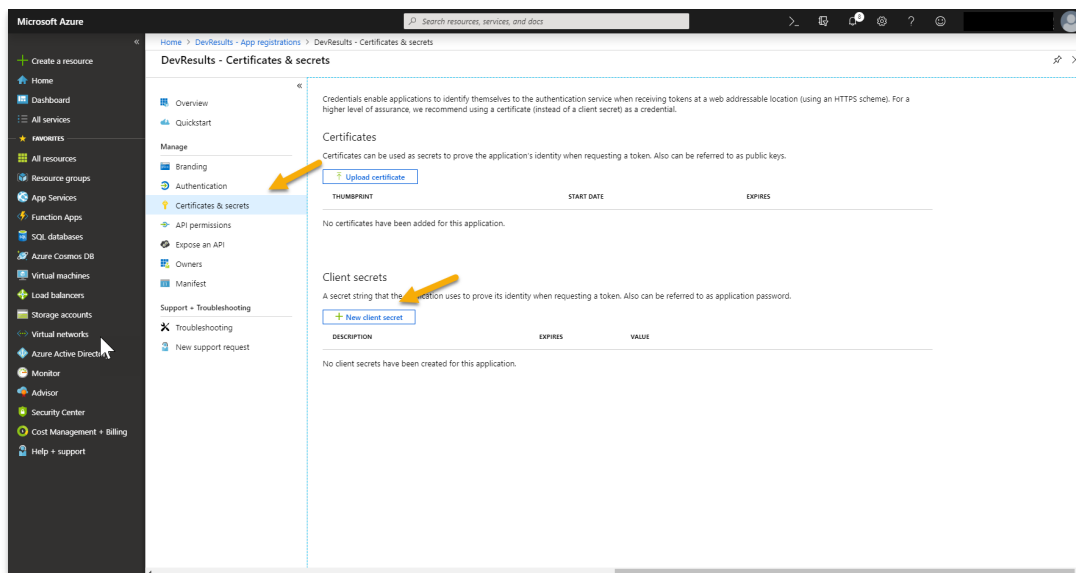 Microsoft Azure
Search resources, services, and docs
>_
3
?
«
Home > DevResults - App registrations > DevResults - Certificates & secrets
DevResults - Certificates & secrets
Create a resource
Home
Dashboard
All services
FAVORITES
All resources
Resource groups
App Services
Function Apps
SQL databases
Azure Cosmos DB
Virtual machines
Load balancers
Storage accounts
Virtual networks
Azure Active
Monitor
Advisor
Security Center
Cost Management + Billing
Help + support
«
Overview
Quickstart
Manage
Branding
Authentication
Certificates & secrets
API permissions
Expose an API
Owners
Manifest
Support + Troubleshooting
Troubleshooting
New support request
Credentials enable applications to identify themselves to the authentication service when receiving tokens at a web addressable location (using an HTTPS scheme). For a
higher level of assurance, we recommend using a certificate (instead of a client secret) as a credential.
Certificates
Certificates can be used as secrets to prove the application's identity when requesting a token. Also can be referred to as public keys.
Upload certificate
THUMBPRINT START DATE EXPIRES
No certificates have been added for this application.
Client secrets
A secret string that the application uses to prove its identity when requesting a token. Also can be referred to as application password.
+ New client secret
DESCRIPTION EXPIRES VALUE
No client secrets have been created for this application.